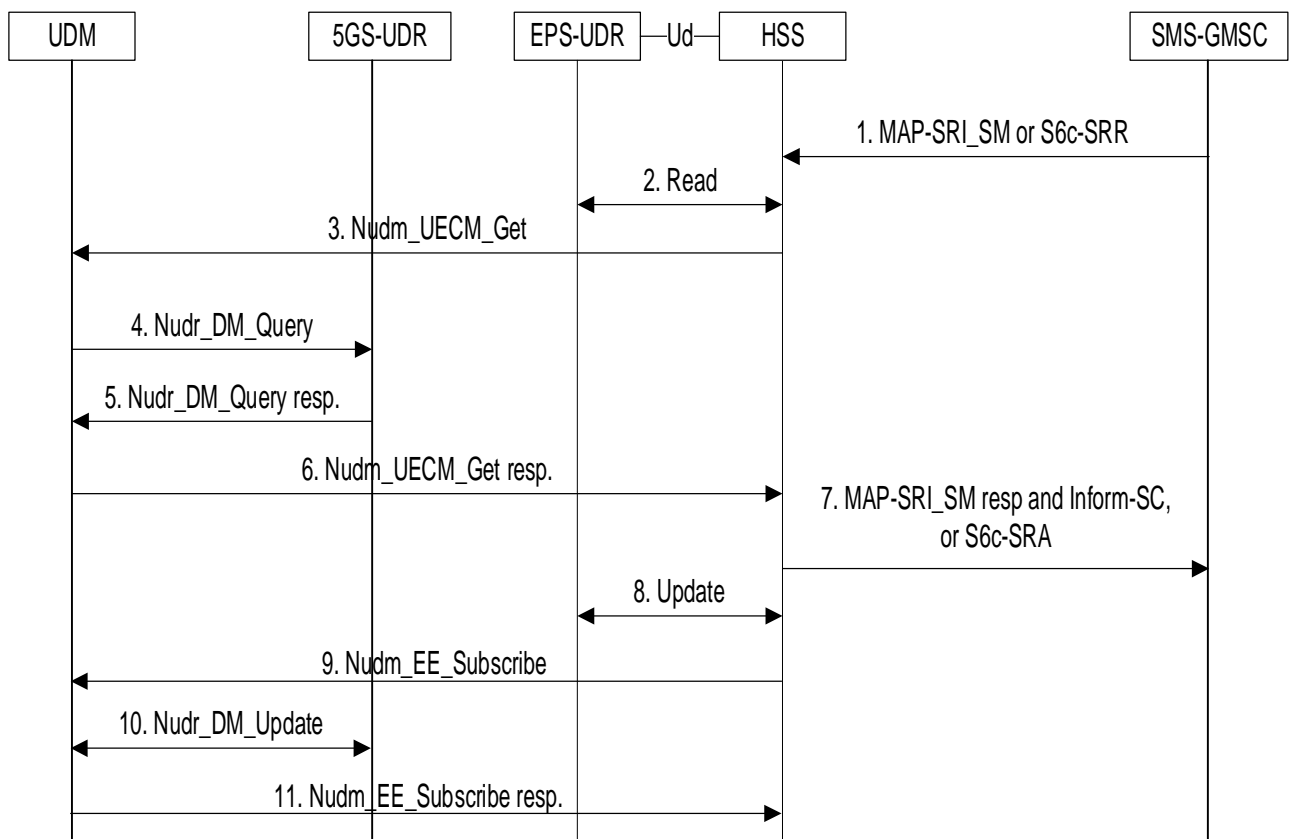 UDM
5GS-UDR
EPS-UDR
Ud
HSS
SMS-GMSC
1. MAP-SRI_SM or S6c-SRR
2. Read
3. Nudm_UECM_Get
4. Nudr_DM_Query
5. Nudr_DM_Query resp.
6. Nudm_UECM_Get resp.
7. MAP-SRI_SM resp and Inform-SC,
or S6c-SRA
8. Update
9. Nudm_EE_Subscribe
10. Nudr_DM_Update
11. Nudm_EE_Subscribe resp.